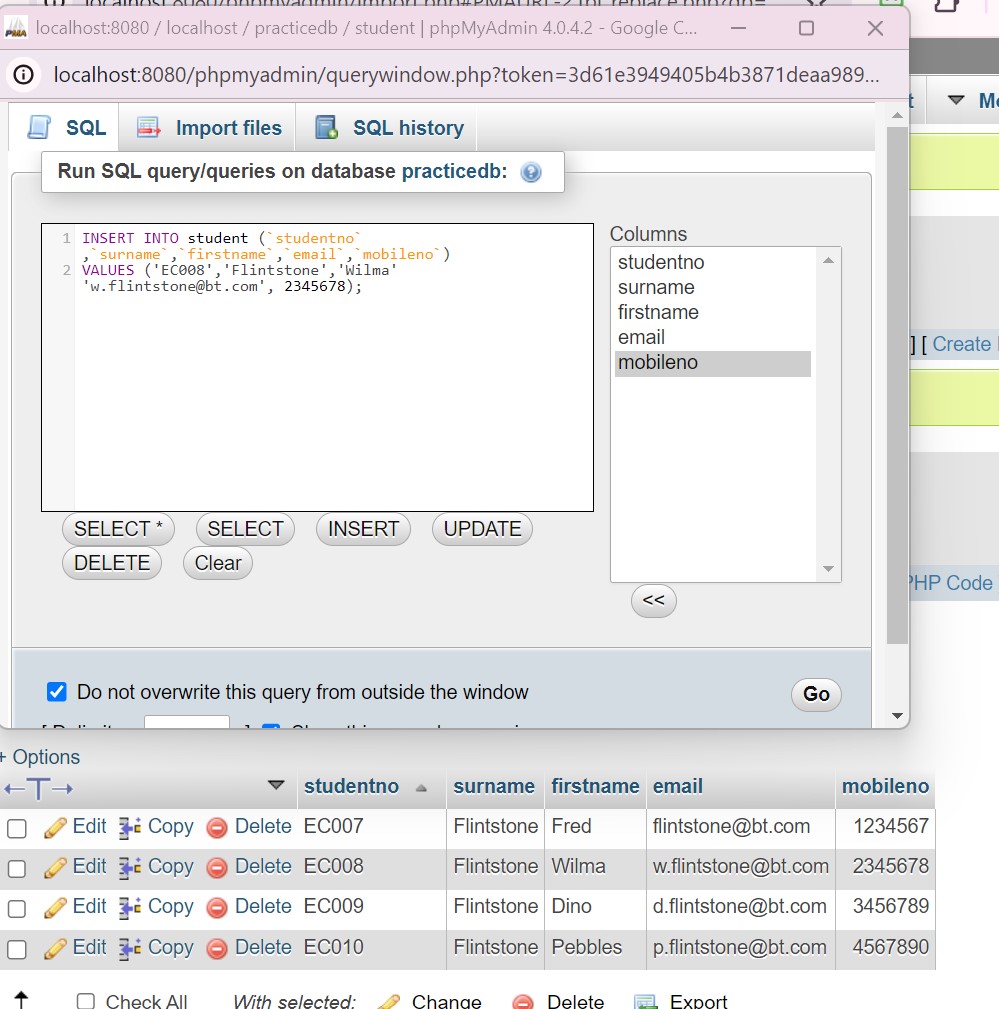 localhost:8080 / localhost / practicedb / student | phpMyAdmin 4.0.4.2 - Google C...
localhost:8080/phpmyadmin/querywindow.php?token=3d61e3949405b4b3871deaa989...
SQL Import files SQL history
Run SQL query/queries on database practicedb:
1 INSERT INTO student (`studentno`
,`surname`,`firstname`,`email`,`mobileno`)
2 VALUES ('EC008','Flintstone','Wilma'
'w.flintstone@bt.com', 2345678);
Columns
studentno
surname
firstname
email
mobileno
] [ Create
SELECT * SELECT INSERT UPDATE
DELETE Clear
PHP Code
<<
Do not overwrite this query from outside the window
Go
+ Options
←T→ studentno surname firstname email mobileno
Edit Copy Delete EC007 Flintstone Fred flintstone@bt.com 1234567
Edit Copy Delete EC008 Flintstone Wilma w.flintstone@bt.com 2345678
Edit Copy Delete EC009 Flintstone Dino d.flintstone@bt.com 3456789
Edit Copy Delete EC010 Flintstone Pebbles p.flintstone@bt.com 4567890
Check All With selected: Change Delete Export